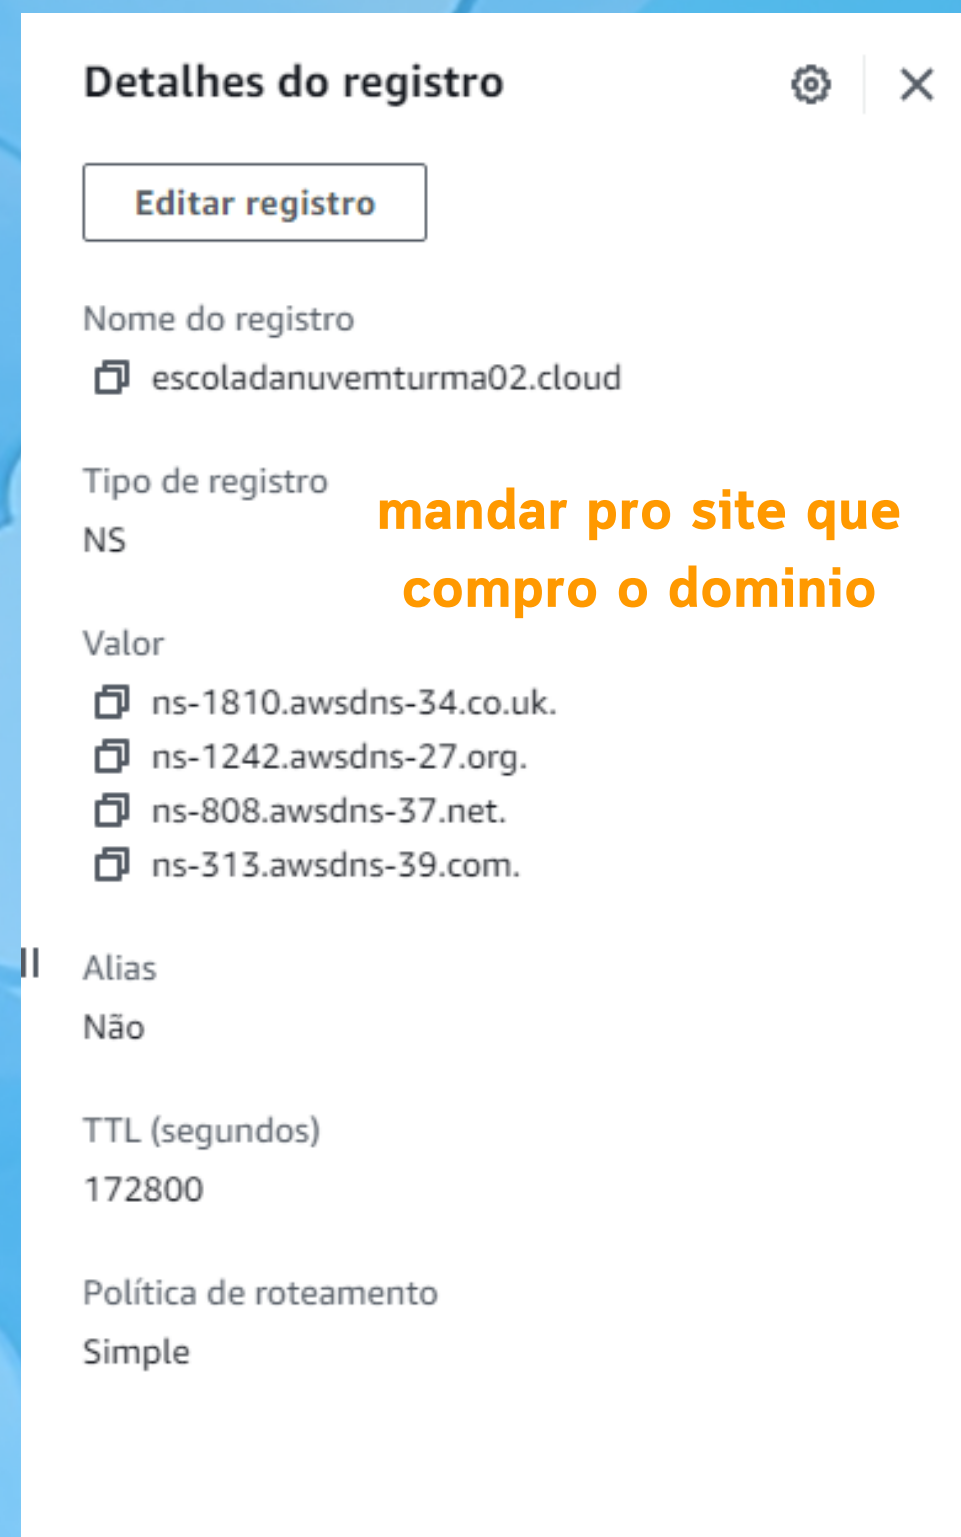 Detalhes do registro
Editar registro
Nome do registro
escoladanuvemturma02.cloud
Tipo de registro
NS
mandar pro site que
compro o dominio
Valor
ns-1810.awsdns-34.co.uk.
ns-1242.awsdns-27.org.
ns-808.awsdns-37.net.
ns-313.awsdns-39.com.
Alias
Não
TTL (segundos)
172800
Política de roteamento
Simple